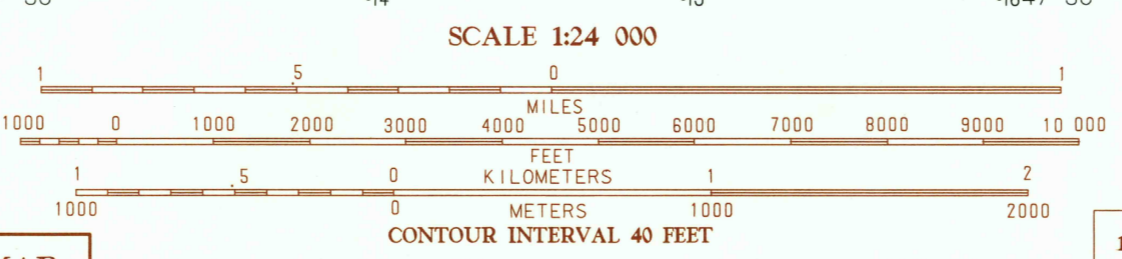 SCALE 1:24 000
1 .5 0 1
MILES
1000 0 1000 2000 3000 4000 5000 6000 7000 8000 9000 10 000
FEET
1 .5 0 KILOMETERS 1 2
1000 0 METERS 1000 2000
CONTOUR INTERVAL 40 FEET